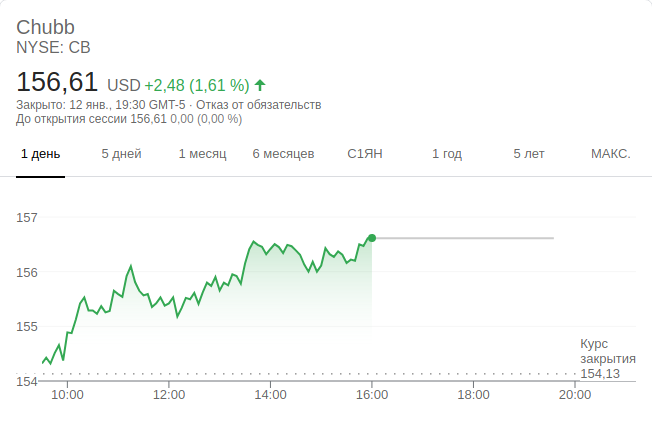 Chubb
NYSE: CB
156,61 USD +2,48 (1,61 %)
Закрыто: 12 янв., 19:30 GMT-5 · Отказ от обязательств
До открытия сессии 156,61 0,00 (0,00 %)
1 день 5 дней 1 месяц 6 месяцев С1ЯН 1 год 5 лет МАКС.
157
156
155
Курс
закрытия
154,13
154
10:00 12:00 14:00 16:00 18:00 20:00